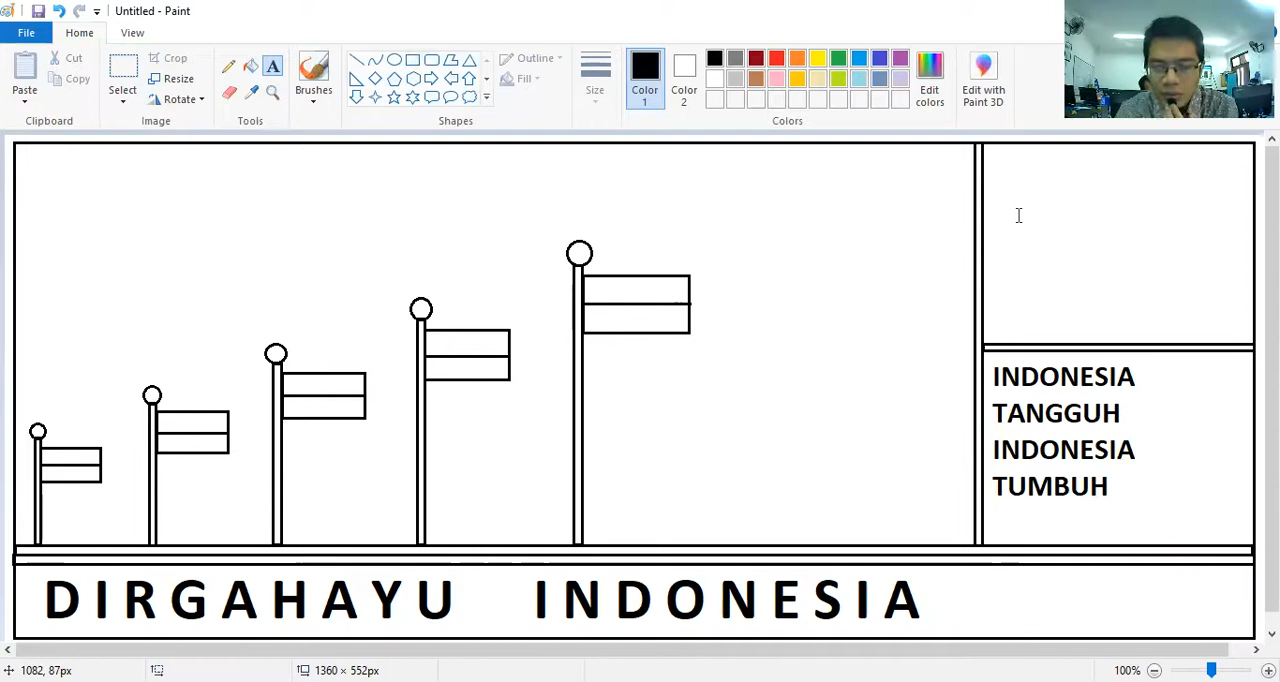 Untitled - Paint
File Home View
Paste
Cut
Copy
Clipboard
Select
Crop
Resize
Rotate
Image
A
Tools
Brushes
Shapes
Outline
Fill
Size
Color 1
Color 2
Colors
Edit colors
Edit with Paint 3D
INDONESIA
TANGGUH
INDONESIA
TUMBUH
DIRGAHAYU INDONESIA
1082, 87px
1360 × 552px
100%